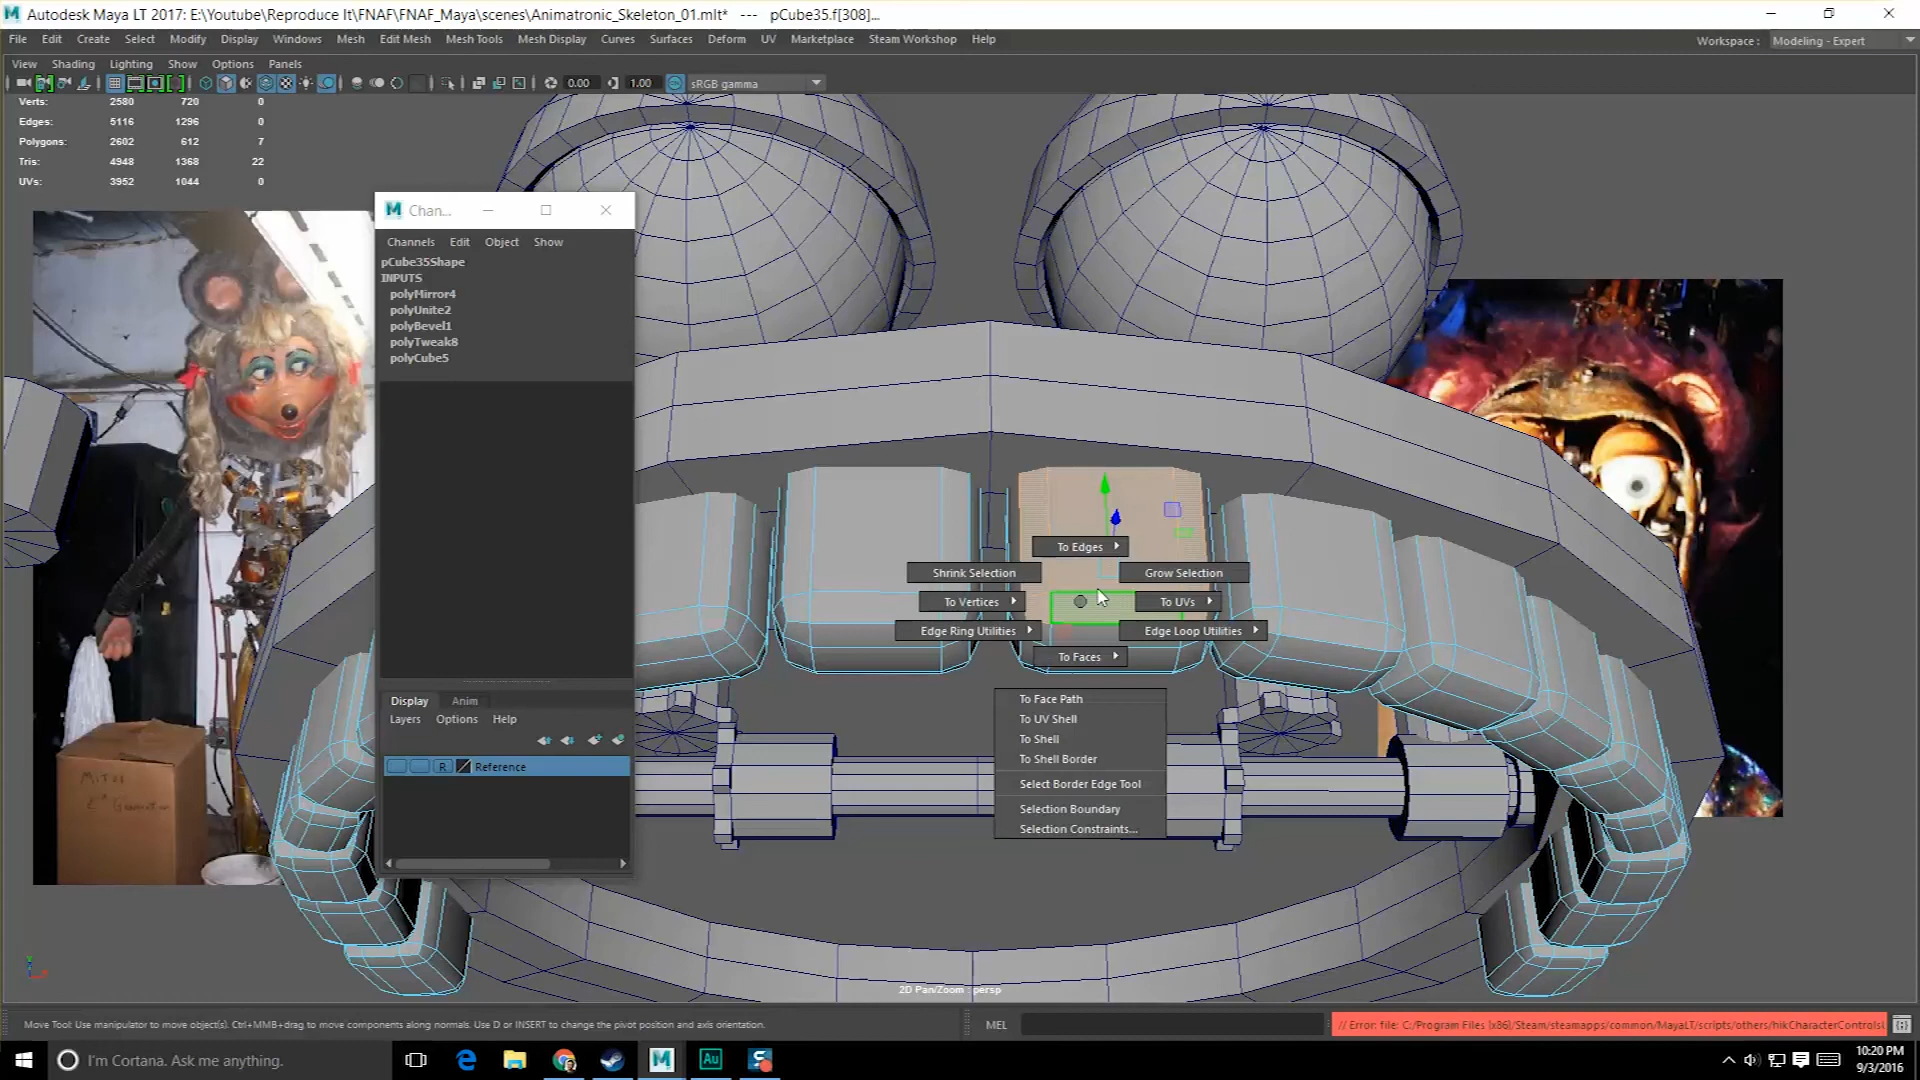 Autodesk Maya LT 2017: E:\Youtube\Reproduce It\FNAF\FNAF_Maya\scenes\Animatronic_Skeleton_01.mlt*   ---   pCube35.f[308]...
File Edit Create Select Modify Display Windows Mesh Edit Mesh Mesh Tools Mesh Display Curves Surfaces Deform UV Marketplace Steam Workshop Help
Workspace : Modeling - Expert
View Shading Lighting Show Options Panels
0.00 1.00 sRGB gamma
Verts: 2580 720 0
Edges: 5116 1296 0
Polygons: 2602 612 7
Tris: 4948 1368 22
UVs: 3952 1044 0
Chan...
Channels Edit Object Show
pCube35Shape
INPUTS
polyMirror4
polyUnite2
polyBevel1
polyTweak8
polyCube5
Display Anim
Layers Options Help
R Reference
To Edges
Shrink Selection Grow Selection
To Vertices To UVs
Edge Ring Utilities Edge Loop Utilities
To Faces
To Face Path
To UV Shell
To Shell
To Shell Border
Select Border Edge Tool
Selection Boundary
Selection Constraints...
2D Pan/Zoom : persp
Move Tool: Use manipulator to move object(s). Ctrl+MMB+drag to move components along normals. Use D or INSERT to change the pivot position and axis orientation.
MEL
// Error: file: C:/Program Files (x86)/Steam/steamapps/common/MayaLT/scripts/others/hikCharacterControls
I'm Cortana. Ask me anything.
Au
10:20 PM
9/3/2016